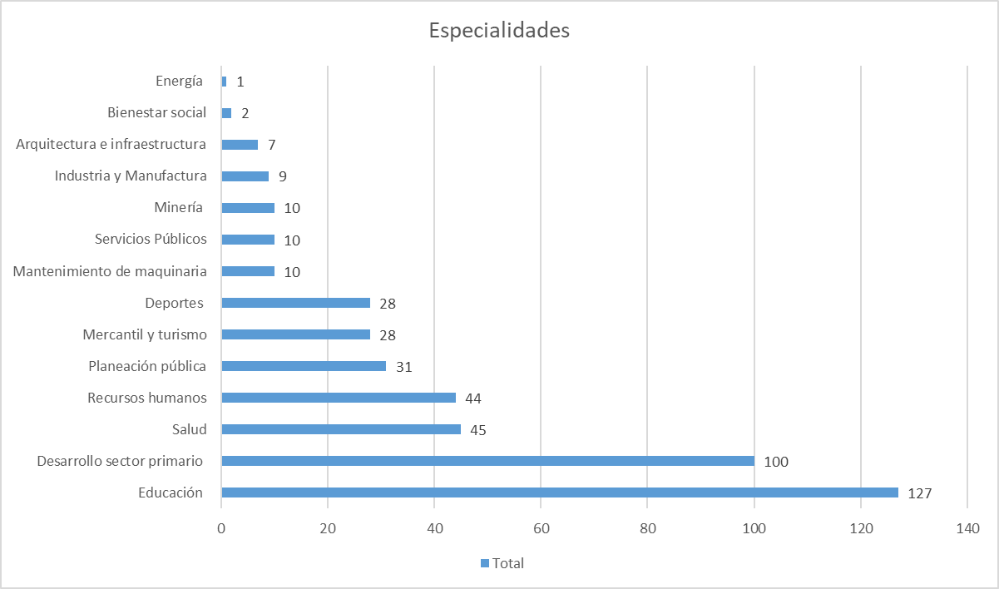 Especialidades
Energía 1
Bienestar social 2
Arquitectura e infraestructura 7
Industria y Manufactura 9
Minería 10
Servicios Públicos 10
Mantenimiento de maquinaria 10
Deportes 28
Mercantil y turismo 28
Planeación pública 31
Recursos humanos 44
Salud 45
Desarrollo sector primario 100
Educación 127
0 20 40 60 80 100 120 140
Total